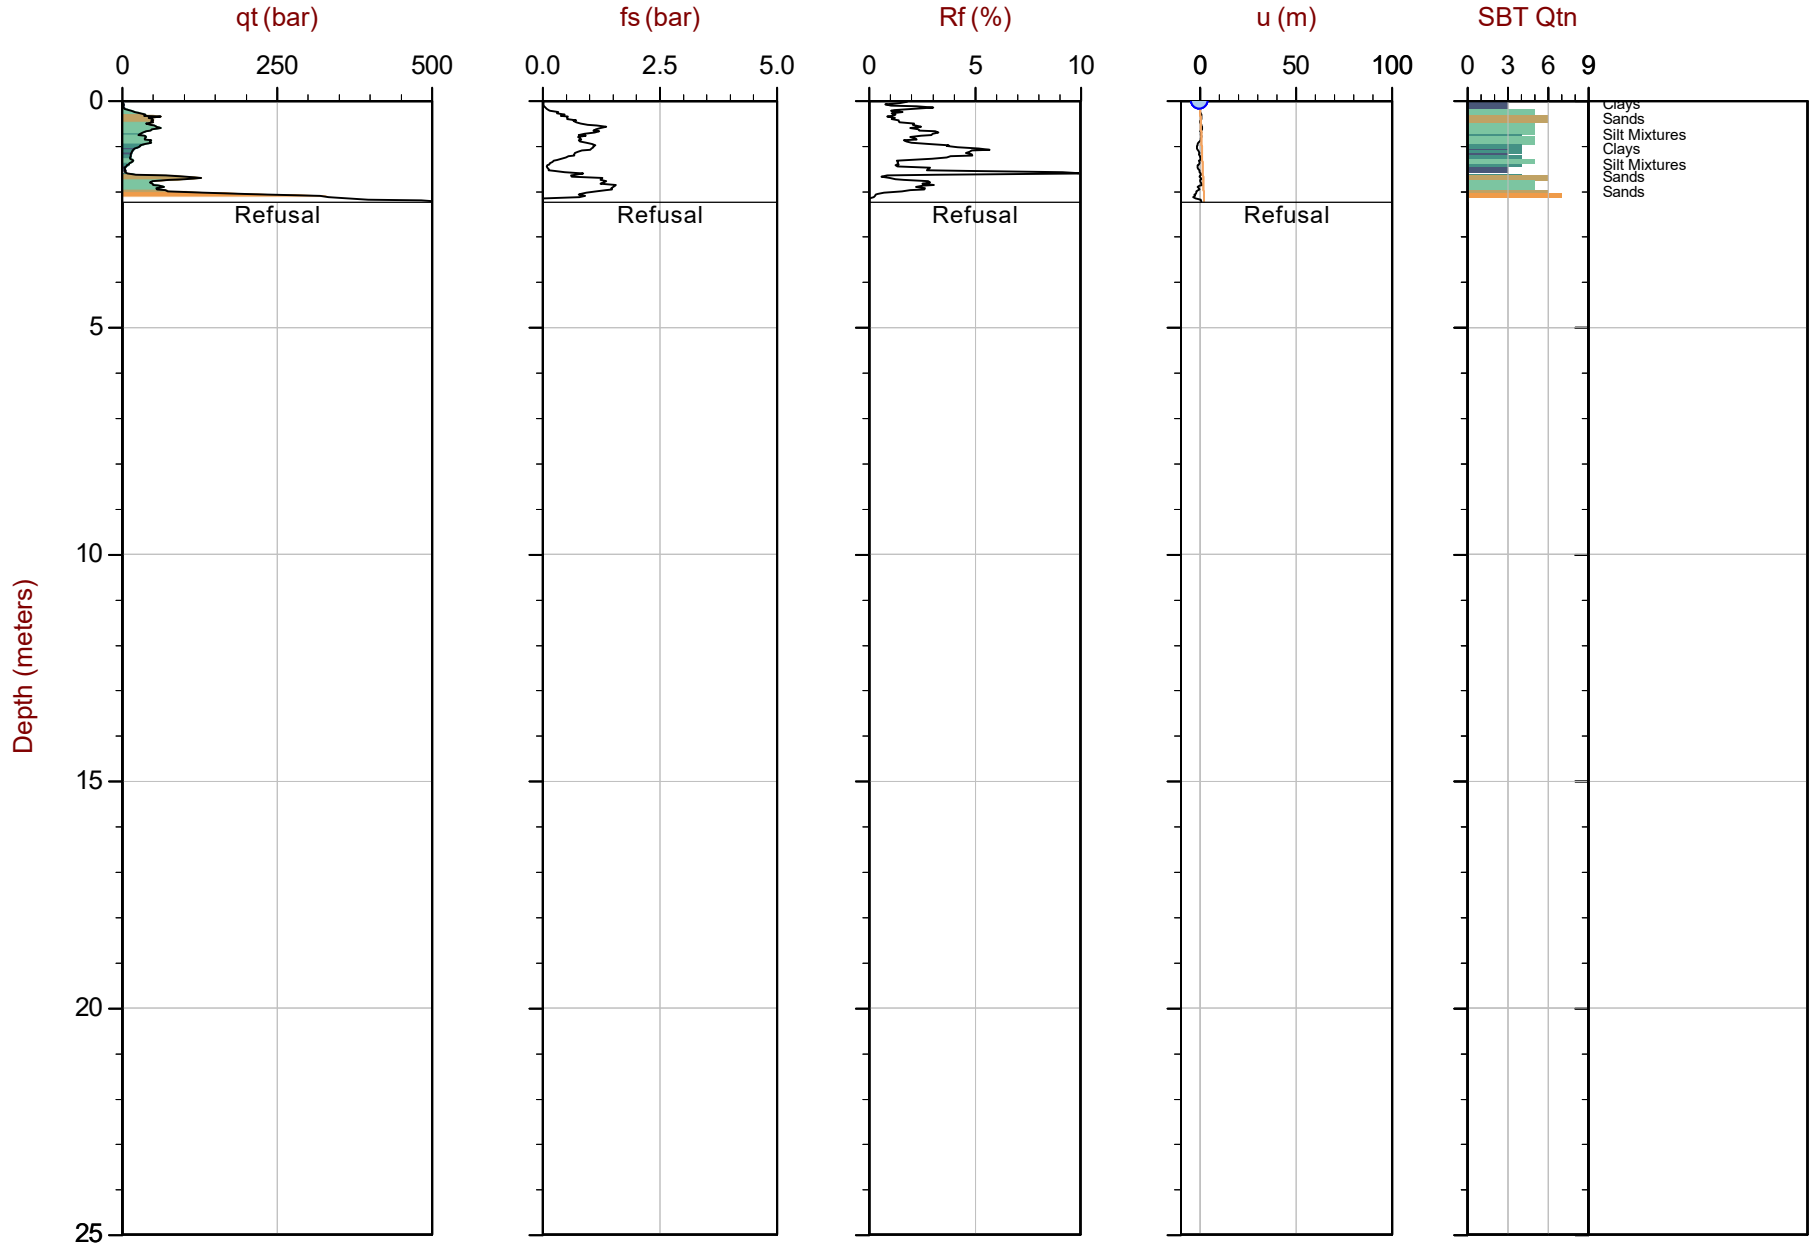 qt (bar) fs (bar) Rf (%) u (m) SBT Qtn
0 250 500 0.0 2.5 5.0 0 5 10 0 50 100 0 3 6 9
0
Clays
Sands
Silt Mixtures
Clays
Silt Mixtures
Sands
Sands
Refusal Refusal Refusal Refusal
5
10
Depth (meters)
15
20
25